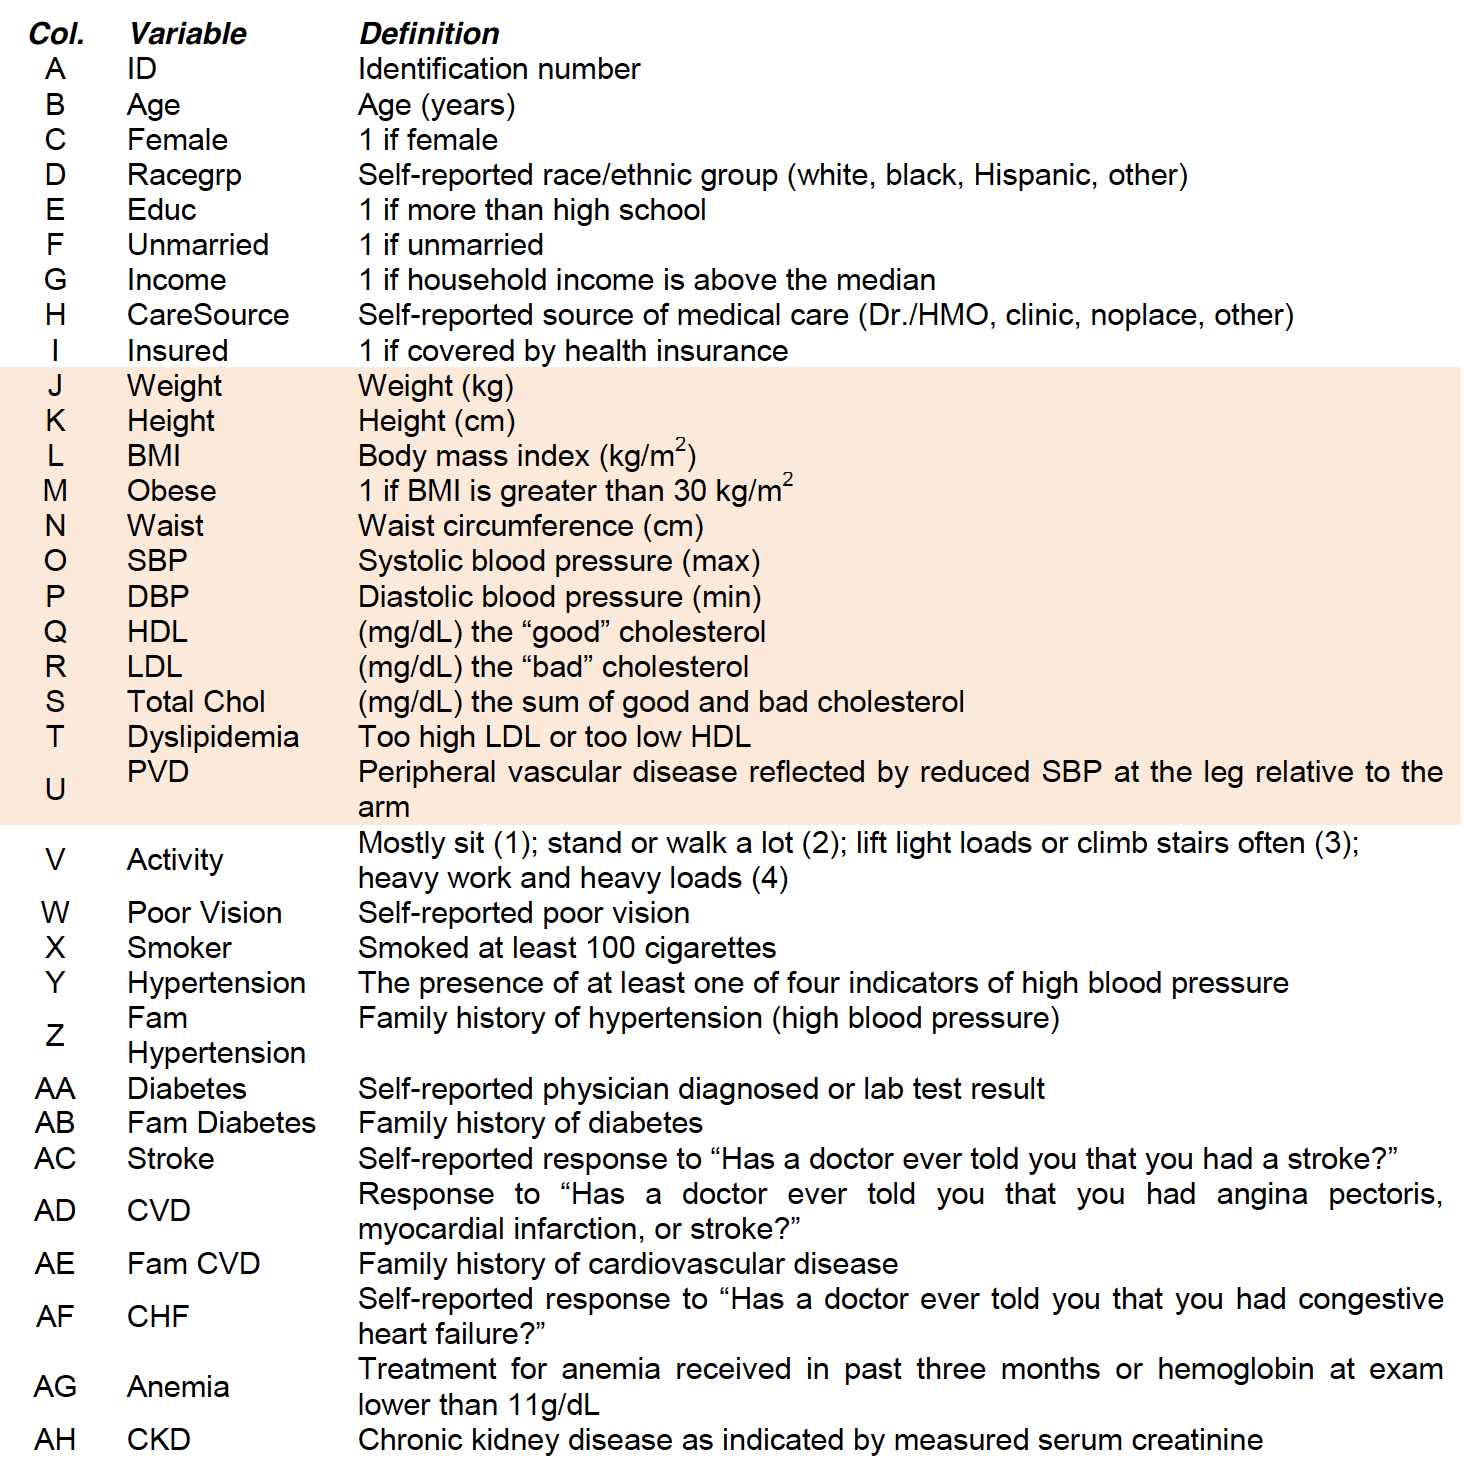 Col. Variable Definition
A ID Identification number
B Age Age (years)
C Female 1 if female
D Racegrp Self-reported race/ethnic group (white, black, Hispanic, other)
E Educ 1 if more than high school
F Unmarried 1 if unmarried
G Income 1 if household income is above the median
H CareSource Self-reported source of medical care (Dr./HMO, clinic, noplace, other)
I Insured 1 if covered by health insurance
J Weight Weight (kg)
K Height Height (cm)
L BMI Body mass index (kg/m²)
M Obese 1 if BMI is greater than 30 kg/m²
N Waist Waist circumference (cm)
O SBP Systolic blood pressure (max)
P DBP Diastolic blood pressure (min)
Q HDL (mg/dL) the “good” cholesterol
R LDL (mg/dL) the “bad” cholesterol
S Total Chol (mg/dL) the sum of good and bad cholesterol
T Dyslipidemia Too high LDL or too low HDL
U PVD Peripheral vascular disease reflected by reduced SBP at the leg relative to the
arm
V Activity Mostly sit (1); stand or walk a lot (2); lift light loads or climb stairs often (3);
heavy work and heavy loads (4)
W Poor Vision Self-reported poor vision
X Smoker Smoked at least 100 cigarettes
Y Hypertension The presence of at least one of four indicators of high blood pressure
Z Fam Family history of hypertension (high blood pressure)
Hypertension
AA Diabetes Self-reported physician diagnosed or lab test result
AB Fam Diabetes Family history of diabetes
AC Stroke Self-reported response to “Has a doctor ever told you that you had a stroke?”
AD CVD Response to “Has a doctor ever told you that you had angina pectoris,
myocardial infarction, or stroke?”
AE Fam CVD Family history of cardiovascular disease
AF CHF Self-reported response to “Has a doctor ever told you that you had congestive
heart failure?”
AG Anemia Treatment for anemia received in past three months or hemoglobin at exam
lower than 11g/dL
AH CKD Chronic kidney disease as indicated by measured serum creatinine